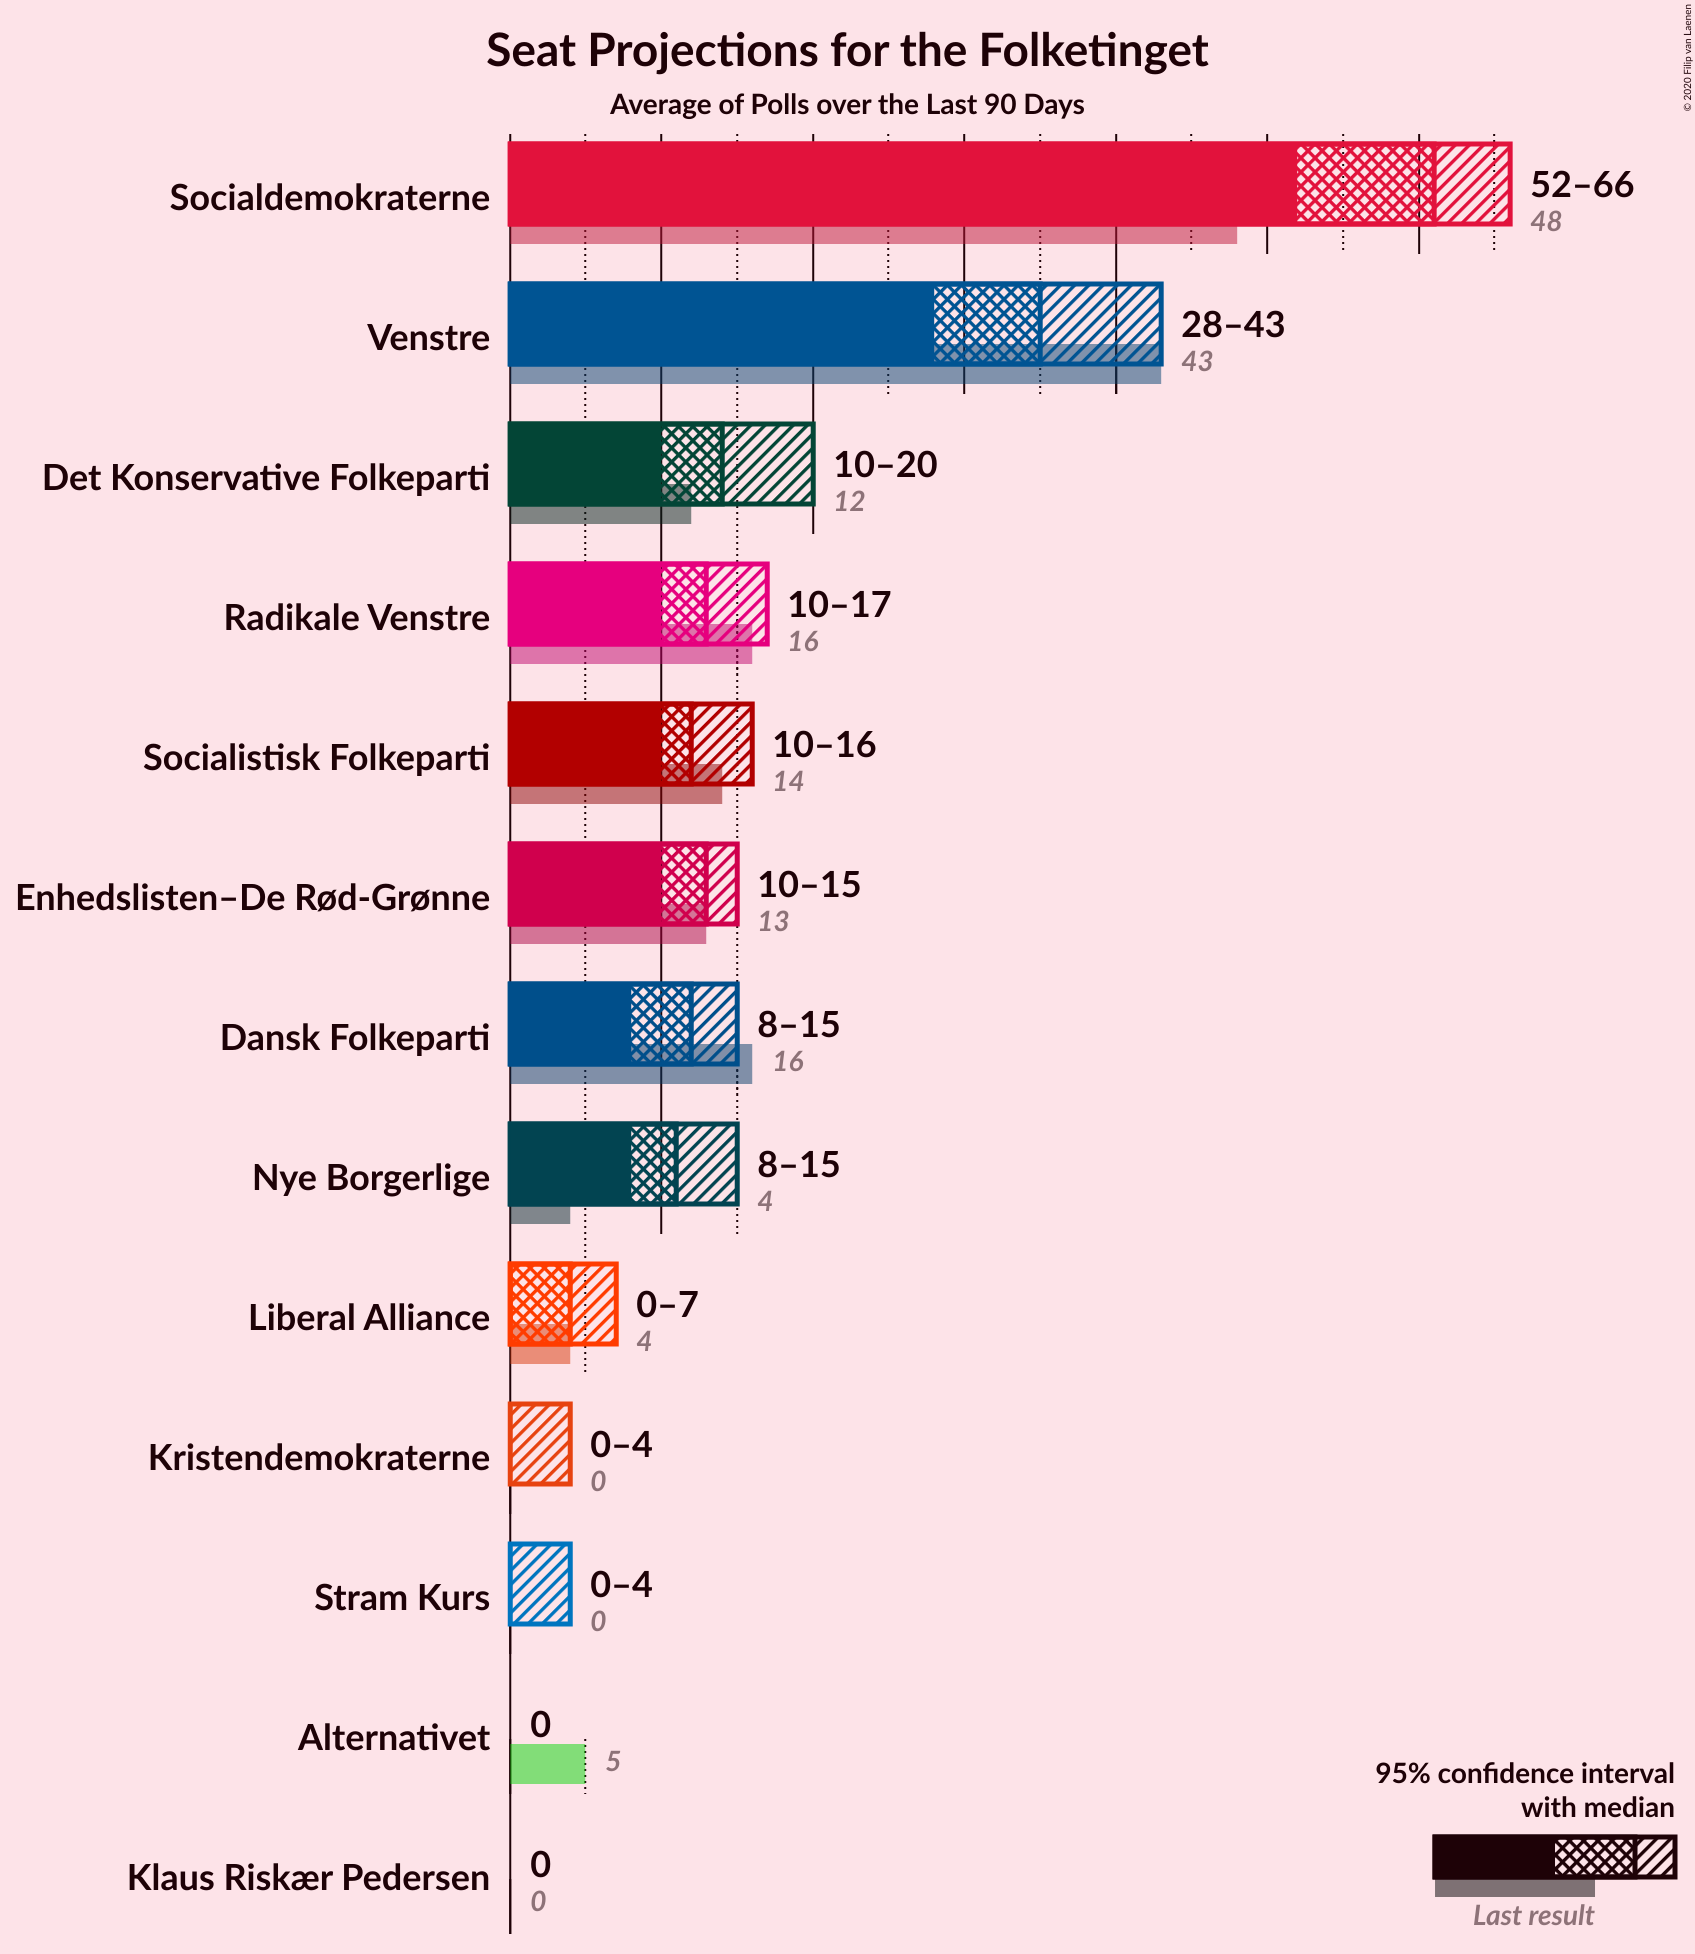 Seat Projections for the Folketinget
Average of Polls over the Last 90 Days
© 2020 Filip van Laenen
Socialdemokraterne
52–66
48
Venstre
28–43
43
Det Konservative Folkeparti
10–20
12
Radikale Venstre
10–17
16
Socialistisk Folkeparti
10–16
14
Enhedslisten–De Rød-Grønne
10–15
13
Dansk Folkeparti
8–15
16
Nye Borgerlige
8–15
4
Liberal Alliance
0–7
4
Kristendemokraterne
0–4
0
Stram Kurs
0–4
0
Alternativet
0
5
Klaus Riskær Pedersen
0
0
95% confidence interval
with median
Last result